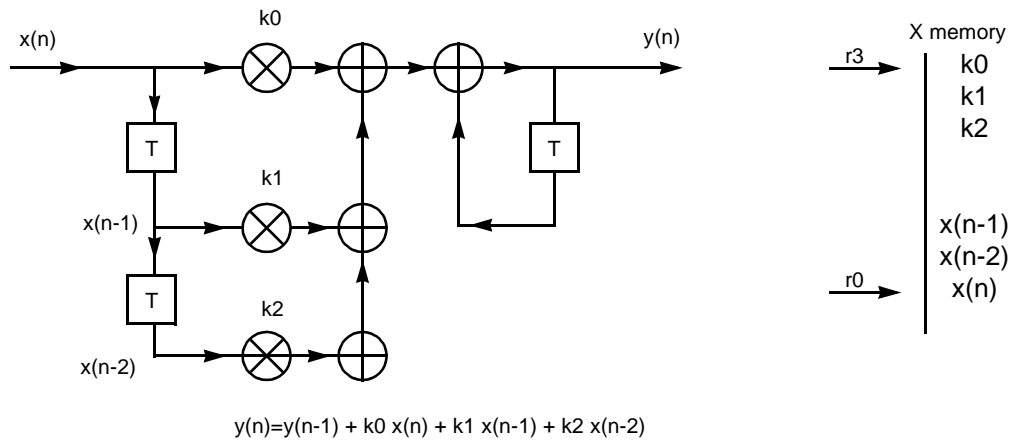 x(n)
k0
y(n)
T
T
k1
x(n-1)
T
k2
x(n-2)
X memory
r3
k0
k1
k2
x(n-1)
x(n-2)
r0
x(n)
y(n)=y(n-1) + k0 x(n) + k1 x(n-1) + k2 x(n-2)